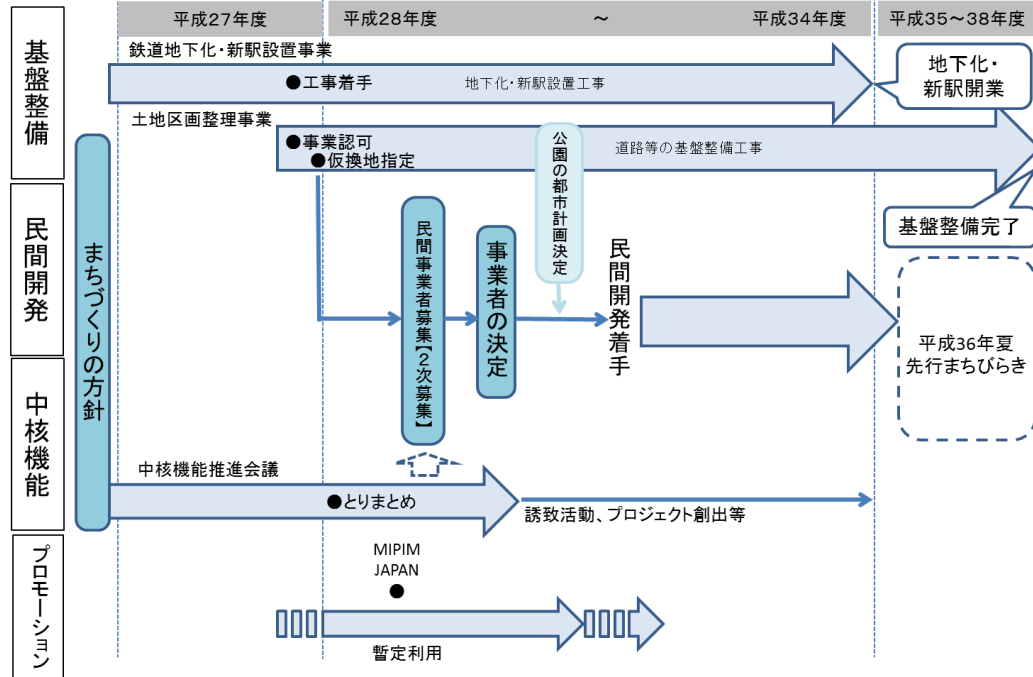 平成27年度
平成28年度
～
平成34年度
平成35～38年度
基盤整備
鉄道地下化・新駅設置事業
●工事着手
地下化・新駅設置工事
地下化・
新駅開業
土地区画整理事業
●事業認可
●仮換地指定
公園の都市計画決定
道路等の基盤整備工事
基盤整備完了
まちづくりの方針
民間開発
民間事業者募集【２次募集】
事業者の決定
民間開発着手
平成36年夏
先行まちびらき
中核機能
中核機能推進会議
●とりまとめ
誘致活動、プロジェクト創出等
プロモーション
MIPIM
JAPAN
●
暫定利用